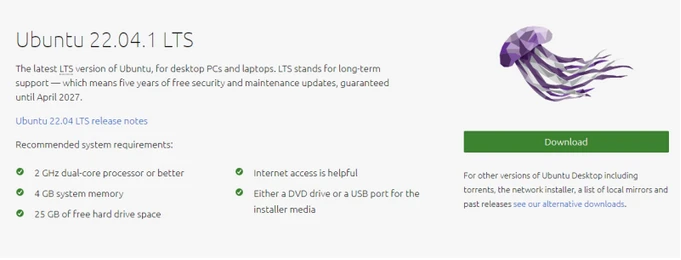 Ubuntu 22.04.1 LTS
The latest LTS version of Ubuntu, for desktop PCs and laptops. LTS stands for long-term
support — which means five years of free security and maintenance updates, guaranteed
until April 2027.
Ubuntu 22.04 LTS release notes
Recommended system requirements:
2 GHz dual-core processor or better
4 GB system memory
25 GB of free hard drive space
Internet access is helpful
Either a DVD drive or a USB port for the
installer media
Download
For other versions of Ubuntu Desktop including
torrents, the network installer, a list of local mirrors and
past releases see our alternative downloads.